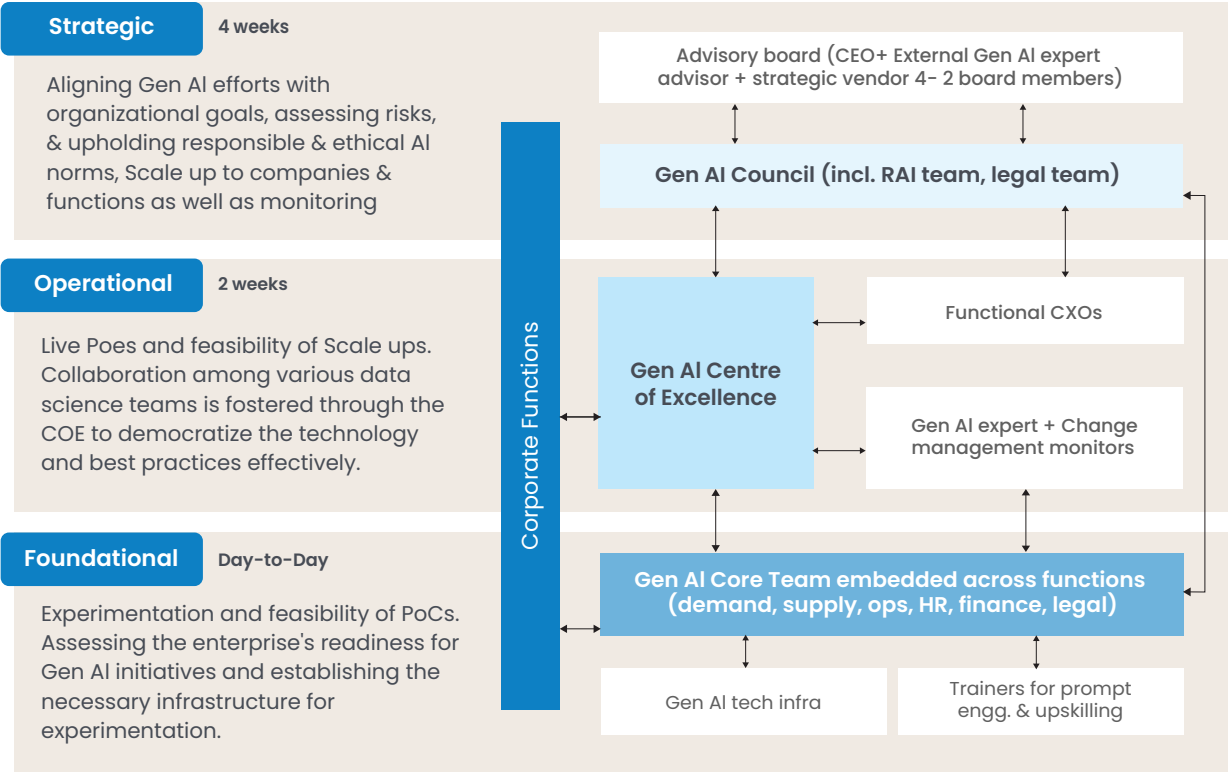 Strategic
4 weeks
Aligning Gen AI efforts with
organizational goals, assessing risks,
& upholding responsible & ethical AI
norms, Scale up to companies &
functions as well as monitoring
Advisory board (CEO+ External Gen AI expert
advisor + strategic vendor 4- 2 board members)
Gen AI Council (incl. RAI team, legal team)
Corporate Functions
Operational
2 weeks
Live Poes and feasibility of Scale ups.
Collaboration among various data
science teams is fostered through the
COE to democratize the technology
and best practices effectively.
Gen AI Centre
of Excellence
Functional CXOs
Gen AI expert + Change
management monitors
Foundational
Day-to-Day
Experimentation and feasibility of PoCs.
Assessing the enterprise's readiness for
Gen AI initiatives and establishing the
necessary infrastructure for
experimentation.
Gen AI Core Team embedded across functions
(demand, supply, ops, HR, finance, legal)
Gen AI tech infra
Trainers for prompt
engg. & upskilling